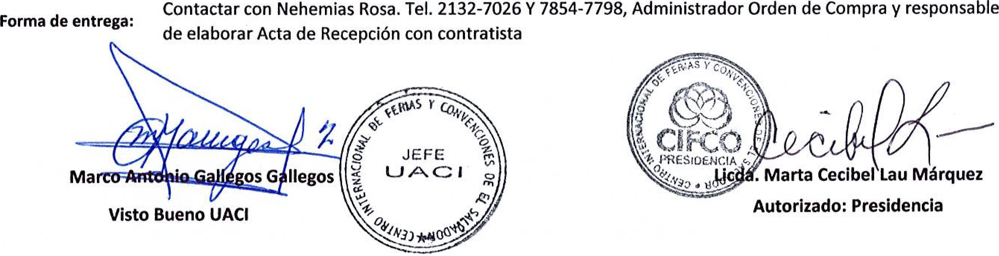 Contactar con Nehemias Rosa. Tel. 2132-7026 Y 7854-7798, Administrador Orden de Compra y responsable
Forma de entrega:
de elaborar Acta de Recepción con contratista
CENTRO INTERNACIONAL DE FERIAS Y CONVENCIONES DE EL SALVADOR
JEFE
UACI
CENTRO INTERNACIONAL DE FERIAS Y CONVENCIONES DE EL SALVADOR
CIFCO
PRESIDENCIA
Cecibel
Marco Antonio Gallegos Gallegos
Licda. Marta Cecibel Lau Márquez
Visto Bueno UACI
Autorizado: Presidencia